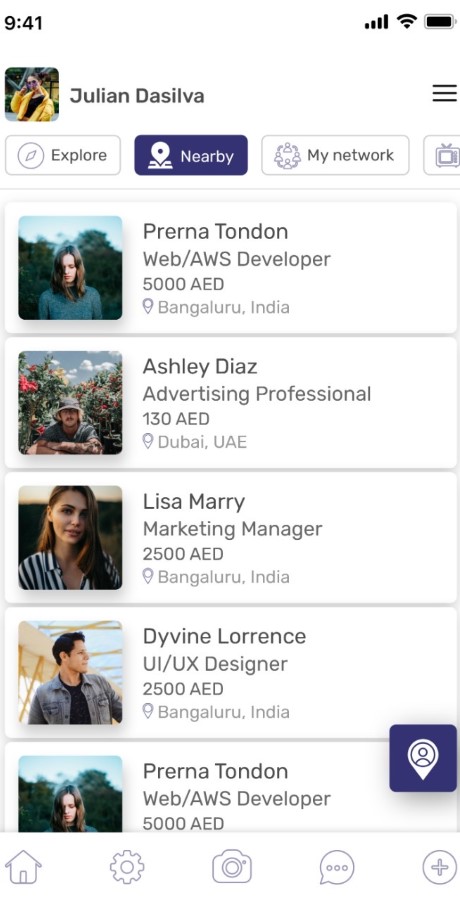 9:41
Julian Dasilva
Explore
Nearby
My network
Prerna Tondon
Web/AWS Developer
5000 AED
Bangaluru, India
Ashley Diaz
Advertising Professional
130 AED
Dubai, UAE
Lisa Marry
Marketing Manager
2500 AED
Bangaluru, India
Dyvine Lorrence
UI/UX Designer
2500 AED
Bangaluru, India
Prerna Tondon
Web/AWS Developer
5000 AED